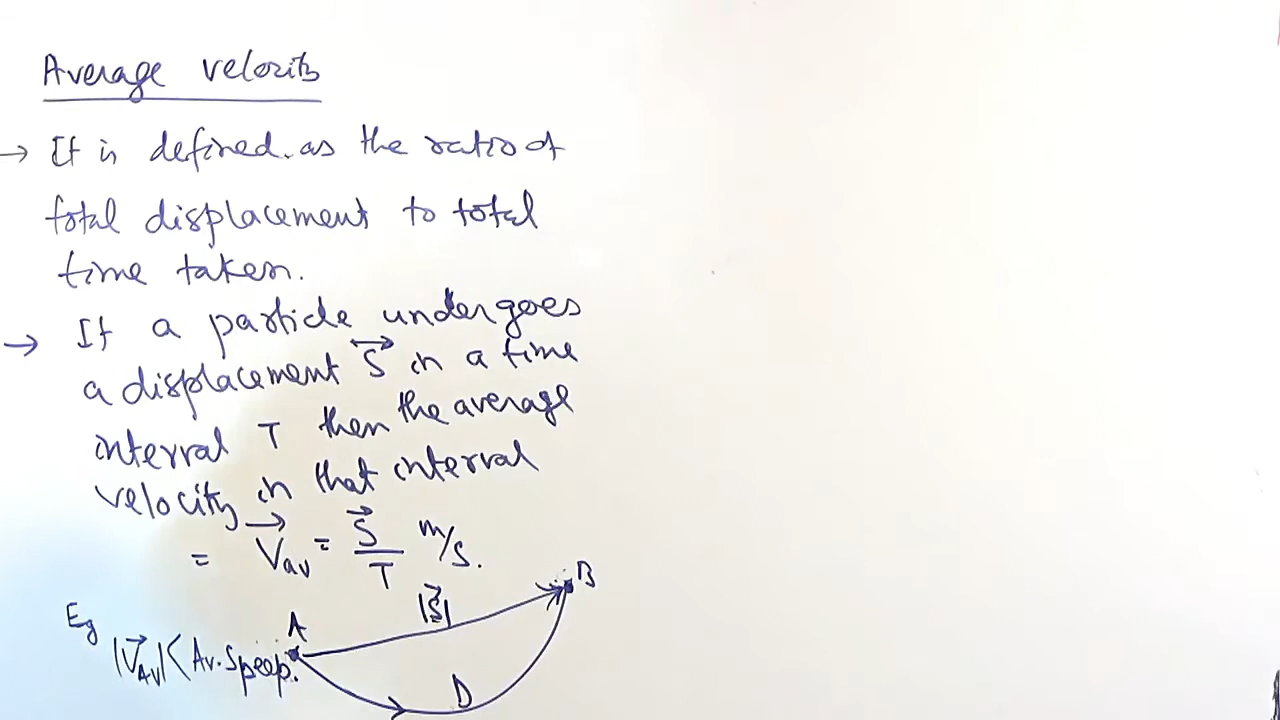 Average velocity
→ It is defined as the ratio of
total displacement to total
time taken.
→ If a particle undergoes
a displacement S⃗ in a time
interval T then the average
velocity in that interval
= V⃗av = S⃗/T m/s.
Eg |V⃗AV| < Av. Speep.
A
|S⃗|
B
D